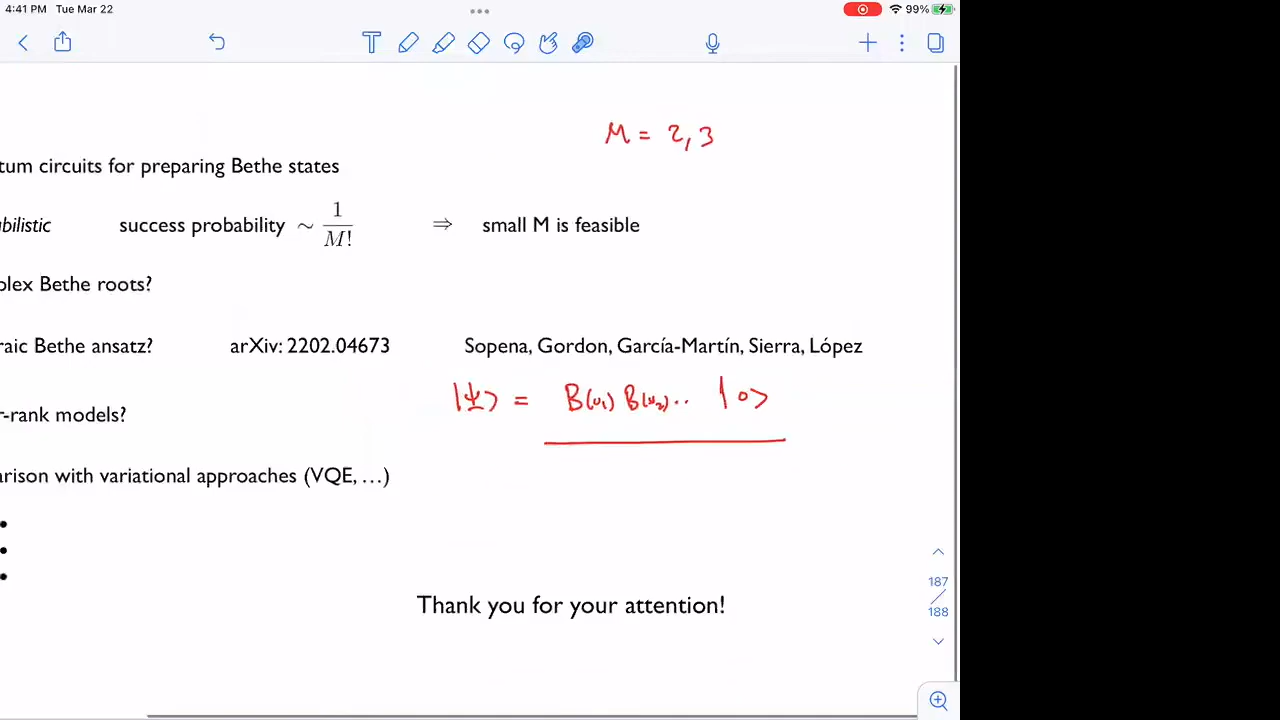 4:41 PM Tue Mar 22
99%
M = 2, 3
tum circuits for preparing Bethe states
bilistic success probability ∼ 1/M! ⇒ small M is feasible
plex Bethe roots?
raic Bethe ansatz? arXiv: 2202.04673 Sopena, Gordon, García-Martín, Sierra, López
|Ψ⟩ = B(u₁) B(u₂)·· |0⟩
r-rank models?
arison with variational approaches (VQE, …)
•
•
•
Thank you for your attention!
187
188